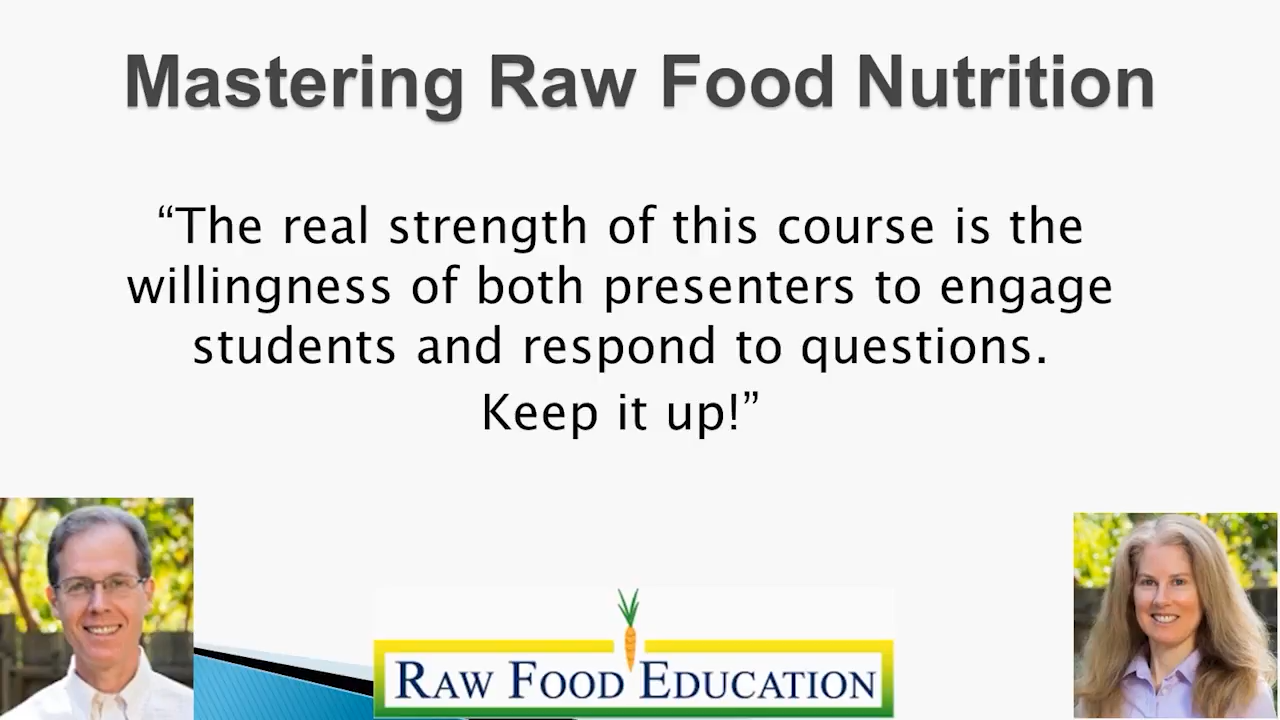 Mastering Raw Food Nutrition
“The real strength of this course is the
willingness of both presenters to engage
students and respond to questions.
Keep it up!”
RAW FOOD EDUCATION